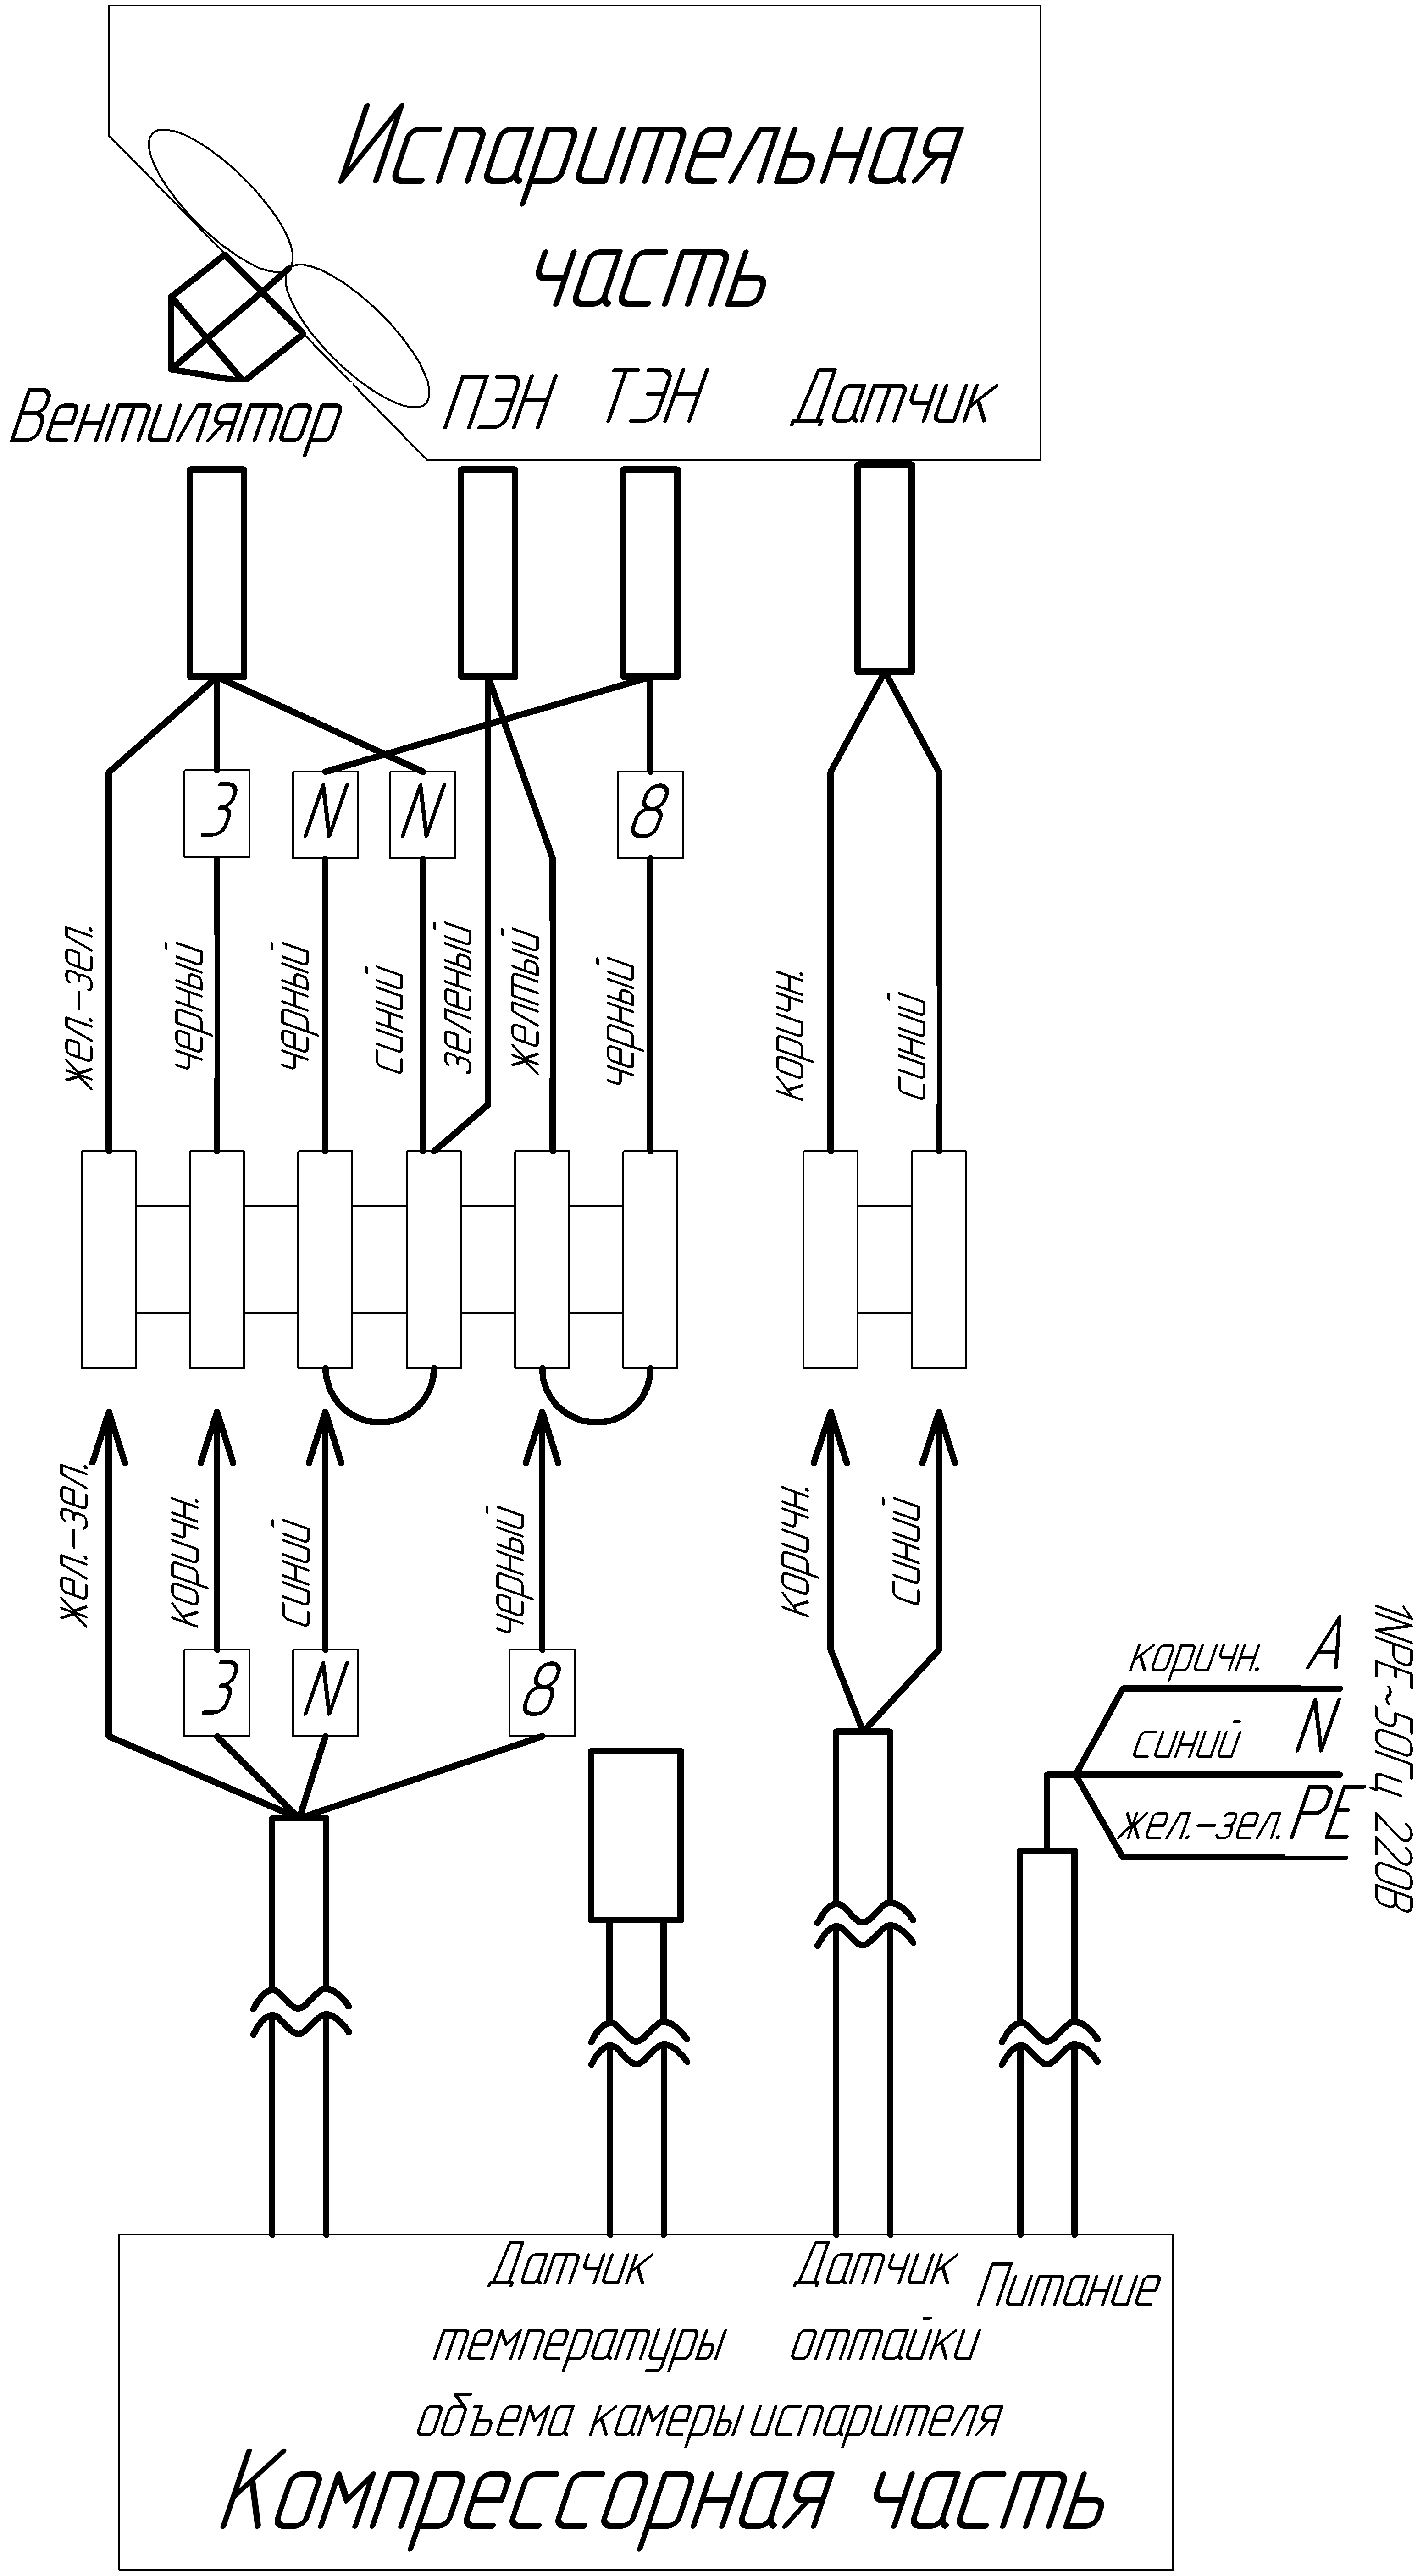 Испарительная
часть
Вентилятор
ПЭН
ТЭН
Датчик
3
N
N
8
жел.-зел.
черный
черный
синий
зеленый
желтый
черный
коричн.
синий
жел.-зел.
коричн.
синий
черный
коричн.
синий
3
N
8
коричн. A
синий N
жел.-зел. PE
1NPE~50Гц 220В
Датчик
температуры
объема камеры
Датчик
оттайки
испарителя
Питание
Компрессорная часть